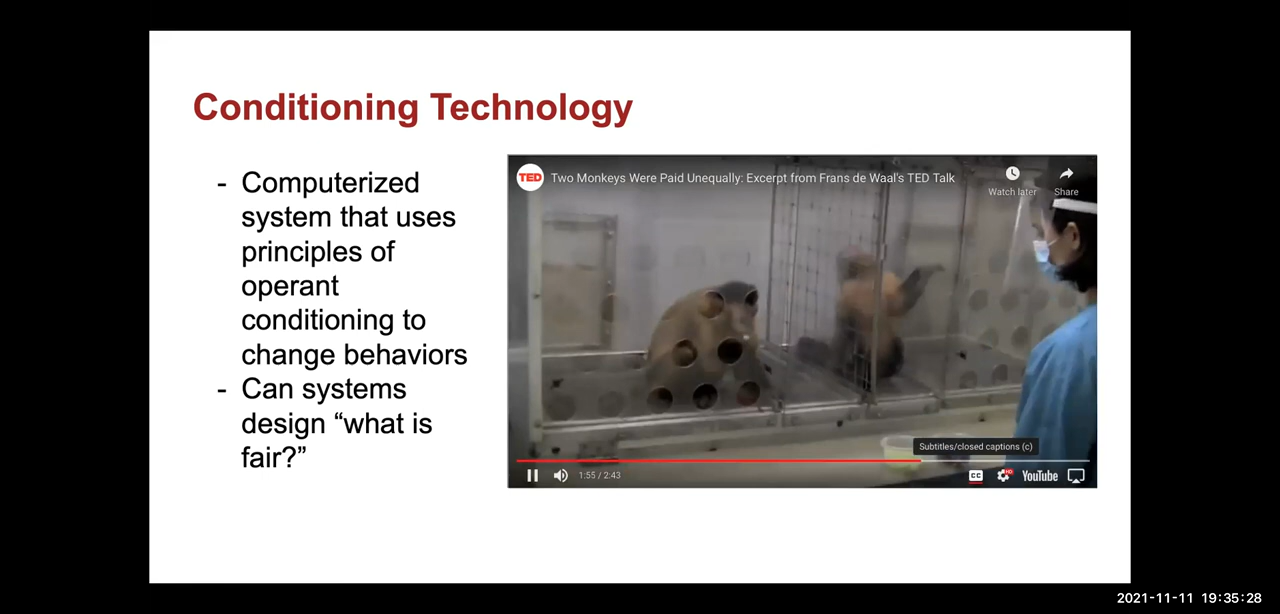 Conditioning Technology
- Computerized
system that uses
principles of
operant
conditioning to
change behaviors
- Can systems
design “what is
fair?”
TED
Two Monkeys Were Paid Unequally: Excerpt from Frans de Waal's TED Talk
Watch later
Share
Subtitles/closed captions (c)
1:55 / 2:43
CC
HD
YouTube
2021-11-11 19:35:28